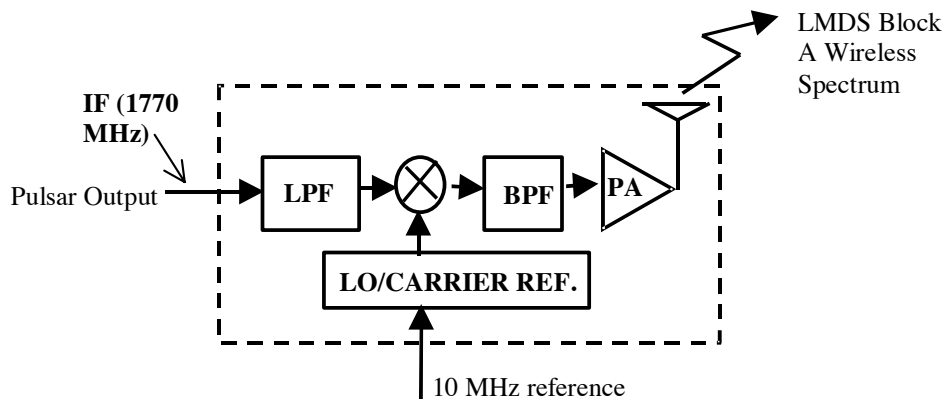 LMDS Block
A Wireless
Spectrum
IF (1770
MHz)
Pulsar Output
LPF
BPF
PA
LO/CARRIER REF.
10 MHz reference